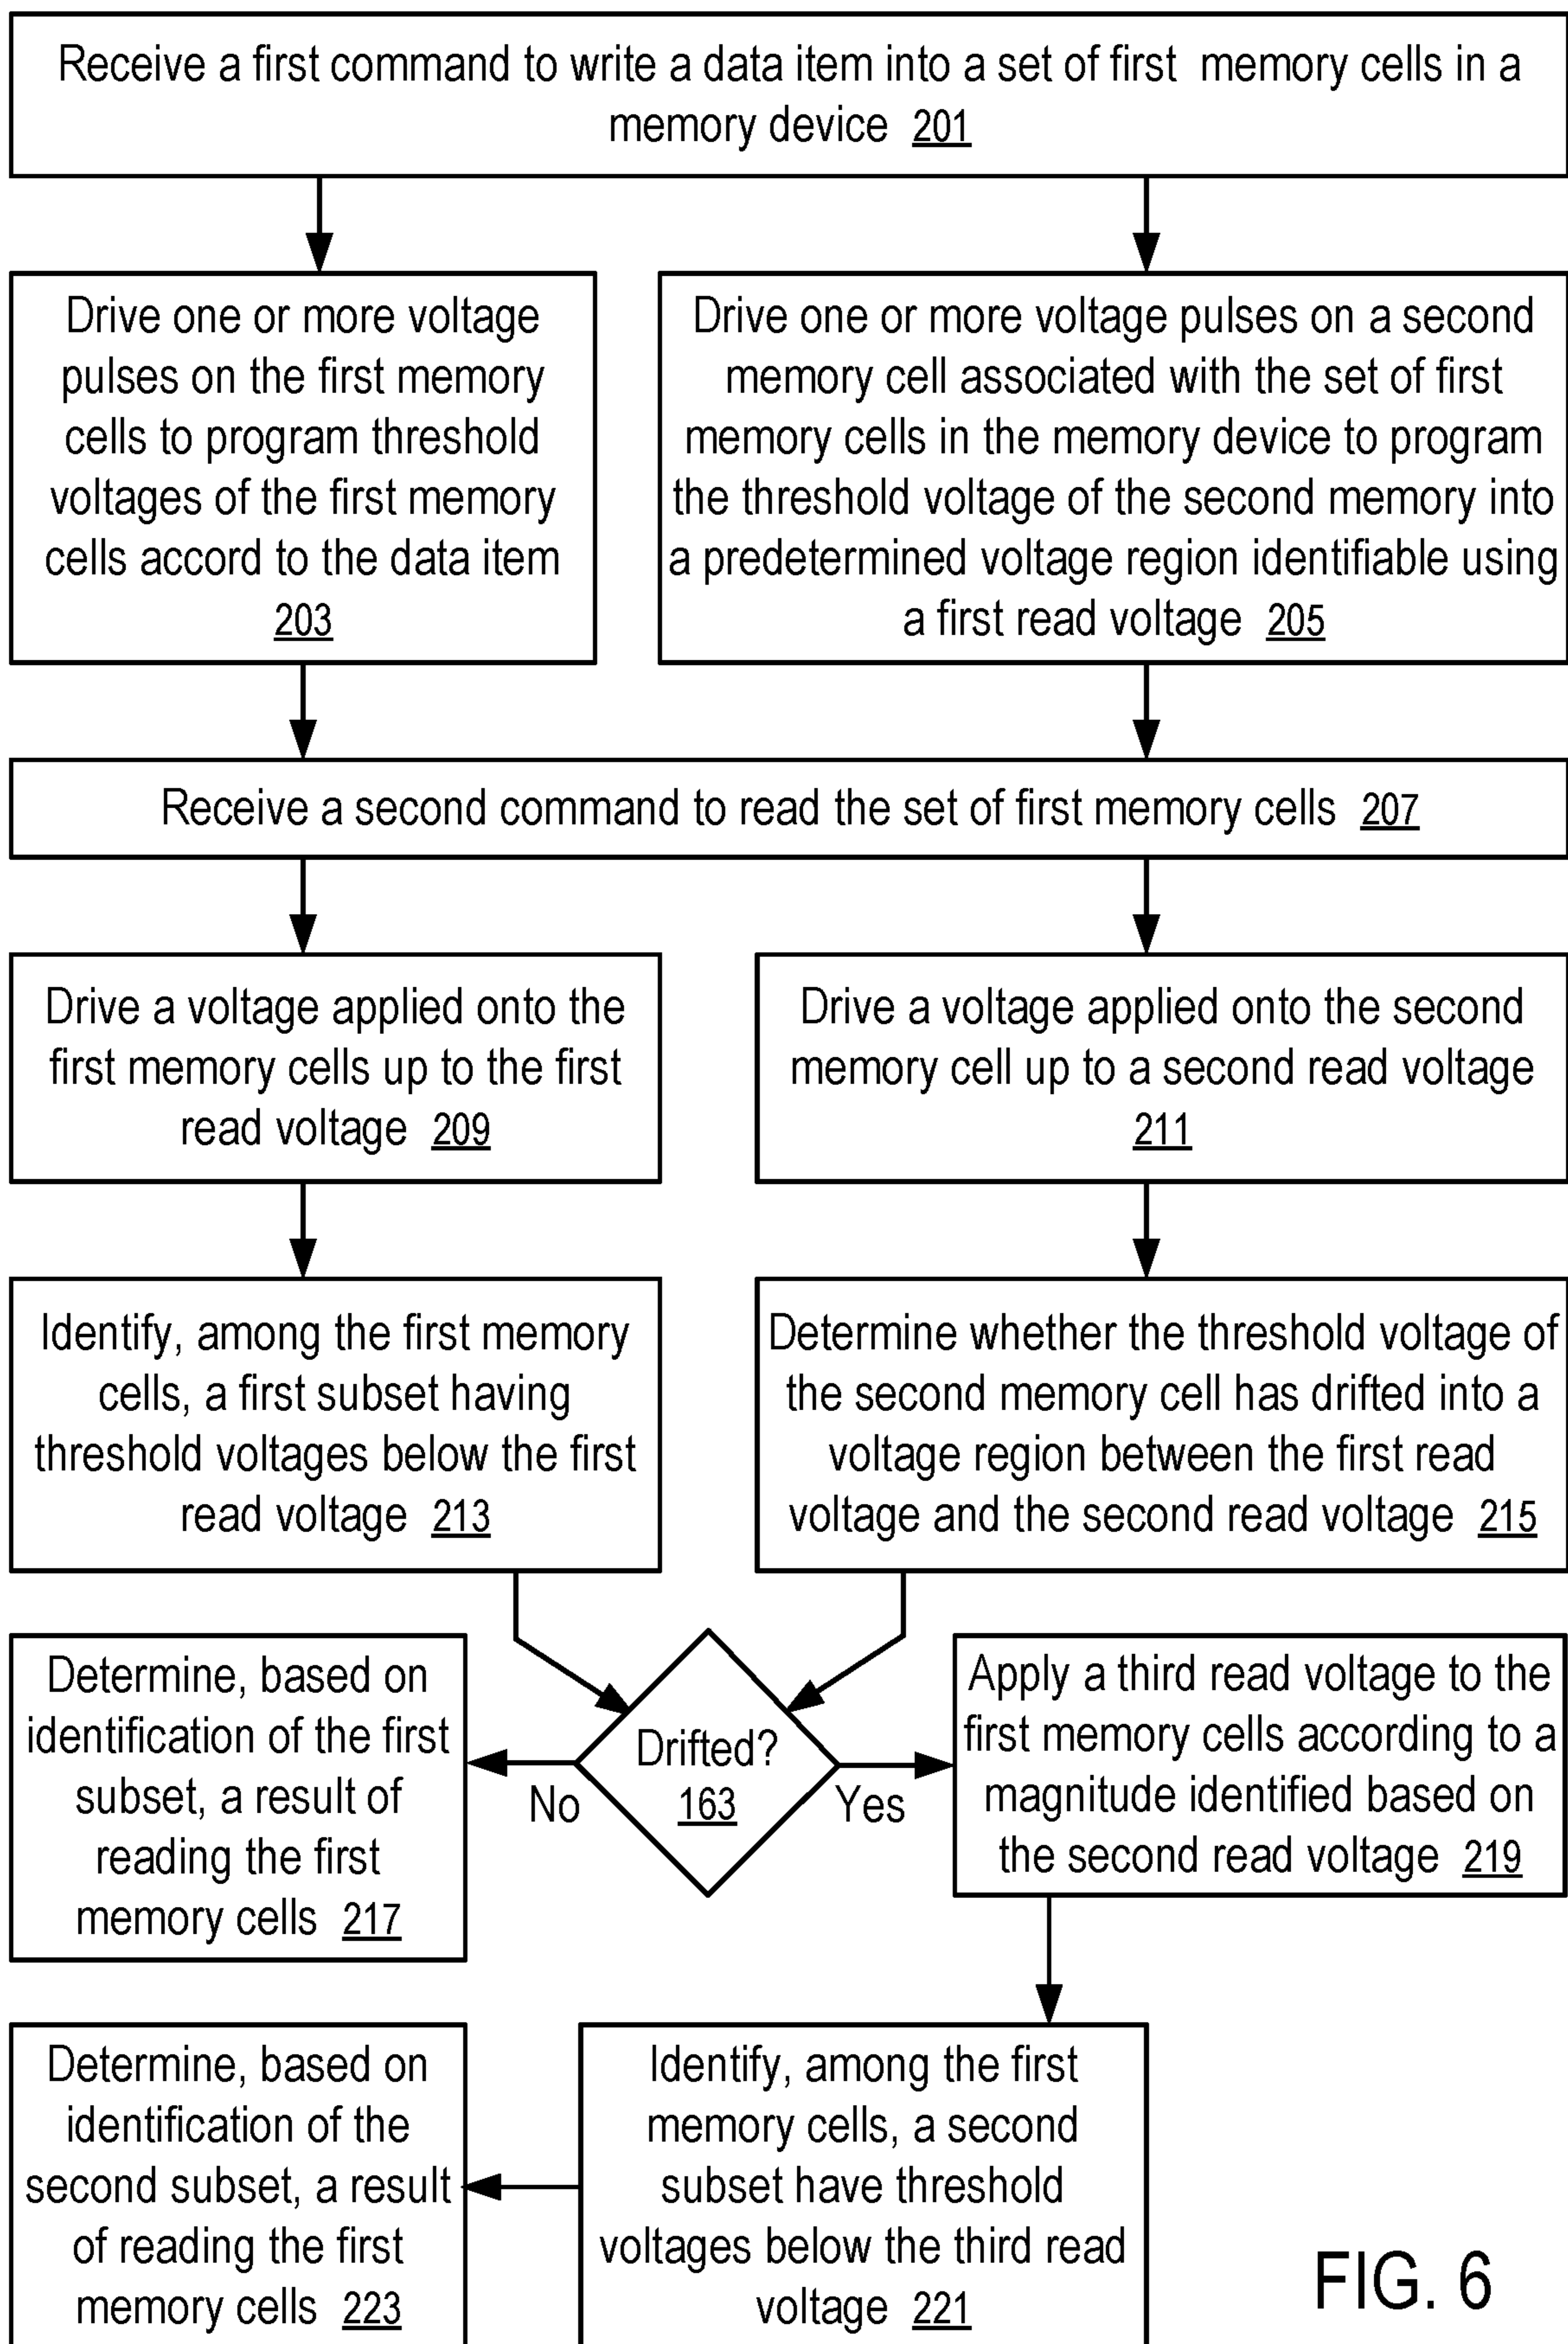 Receive a first command to write a data item into a set of first memory cells in a
memory device 201
Drive one or more voltage
pulses on the first memory
cells to program threshold
voltages of the first memory
cells accord to the data item
203
Drive one or more voltage pulses on a second
memory cell associated with the set of first
memory cells in the memory device to program
the threshold voltage of the second memory into
a predetermined voltage region identifiable using
a first read voltage 205
Receive a second command to read the set of first memory cells 207
Drive a voltage applied onto the
first memory cells up to the first
read voltage 209
Drive a voltage applied onto the second
memory cell up to a second read voltage
211
Identify, among the first memory
cells, a first subset having
threshold voltages below the first
read voltage 213
Determine whether the threshold voltage of
the second memory cell has drifted into a
voltage region between the first read
voltage and the second read voltage 215
Drifted?
163
No
Yes
Determine, based on
identification of the first
subset, a result of
reading the first
memory cells 217
Apply a third read voltage to the
first memory cells according to a
magnitude identified based on
the second read voltage 219
Identify, among the first
memory cells, a second
subset have threshold
voltages below the third read
voltage 221
Determine, based on
identification of the
second subset, a result
of reading the first
memory cells 223
FIG. 6